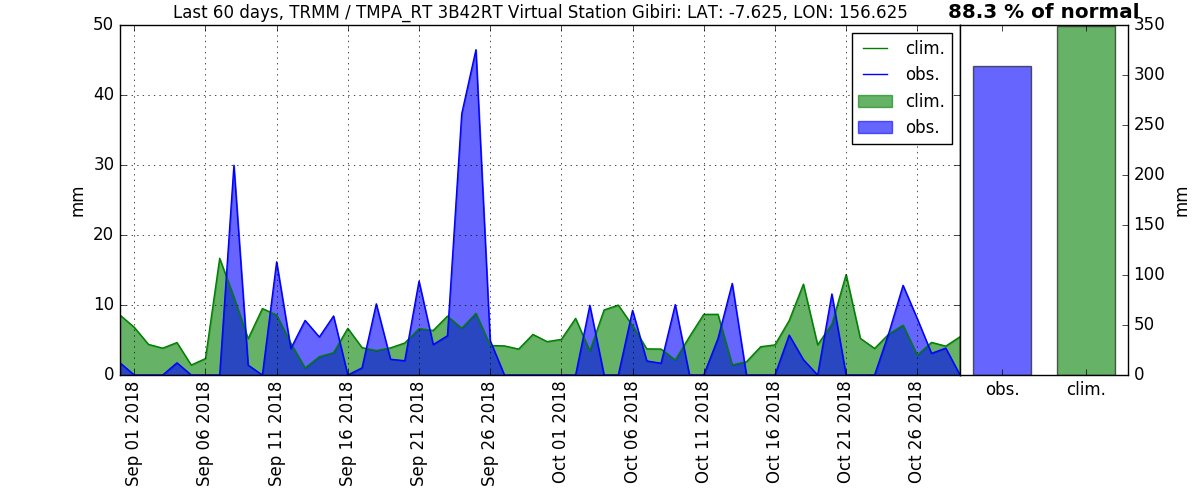 Last 60 days, TRMM / TMPA_RT 3B42RT Virtual Station Gibiri: LAT: -7.625, LON: 156.625
88.3 % of normal
50
40
30
20
10
0
mm
clim.
obs.
clim.
obs.
350
300
250
200
150
100
50
0
mm
obs.
clim.
Sep 01 2018
Sep 06 2018
Sep 11 2018
Sep 16 2018
Sep 21 2018
Sep 26 2018
Oct 01 2018
Oct 06 2018
Oct 11 2018
Oct 16 2018
Oct 21 2018
Oct 26 2018